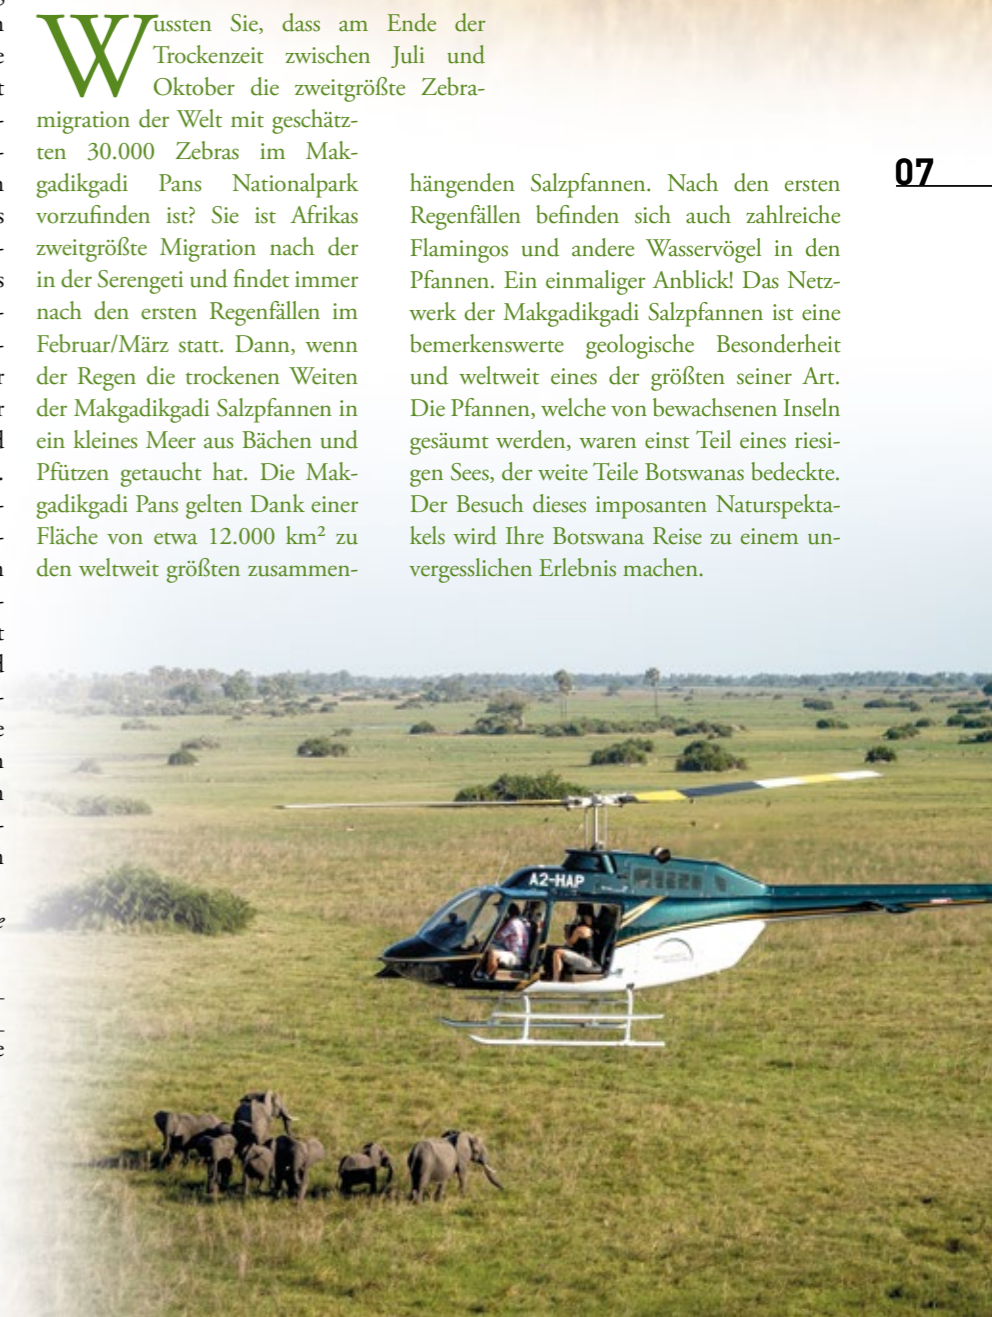 Wussten Sie, dass am Ende der
Trockenzeit zwischen Juli und
Oktober die zweitgrößte Zebra-
migration der Welt mit geschätz-
ten 30.000 Zebras im Mak-
gadikgadi Pans Nationalpark
vorzufinden ist? Sie ist Afrikas
zweitgrößte Migration nach der
in der Serengeti und findet immer
nach den ersten Regenfällen im
Februar/März statt. Dann, wenn
der Regen die trockenen Weiten
der Makgadikgadi Salzpfannen in
ein kleines Meer aus Bächen und
Pfützen getaucht hat. Die Mak-
gadikgadi Pans gelten Dank einer
Fläche von etwa 12.000 km² zu
den weltweit größten zusammen-
hängenden Salzpfannen. Nach den ersten
Regenfällen befinden sich auch zahlreiche
Flamingos und andere Wasservögel in den
Pfannen. Ein einmaliger Anblick! Das Netz-
werk der Makgadikgadi Salzpfannen ist eine
bemerkenswerte geologische Besonderheit
und weltweit eines der größten seiner Art.
Die Pfannen, welche von bewachsenen Inseln
gesäumt werden, waren einst Teil eines riesi-
gen Sees, der weite Teile Botswanas bedeckte.
Der Besuch dieses imposanten Naturspekta-
kels wird Ihre Botswana Reise zu einem un-
vergesslichen Erlebnis machen.
07
A2-HAP